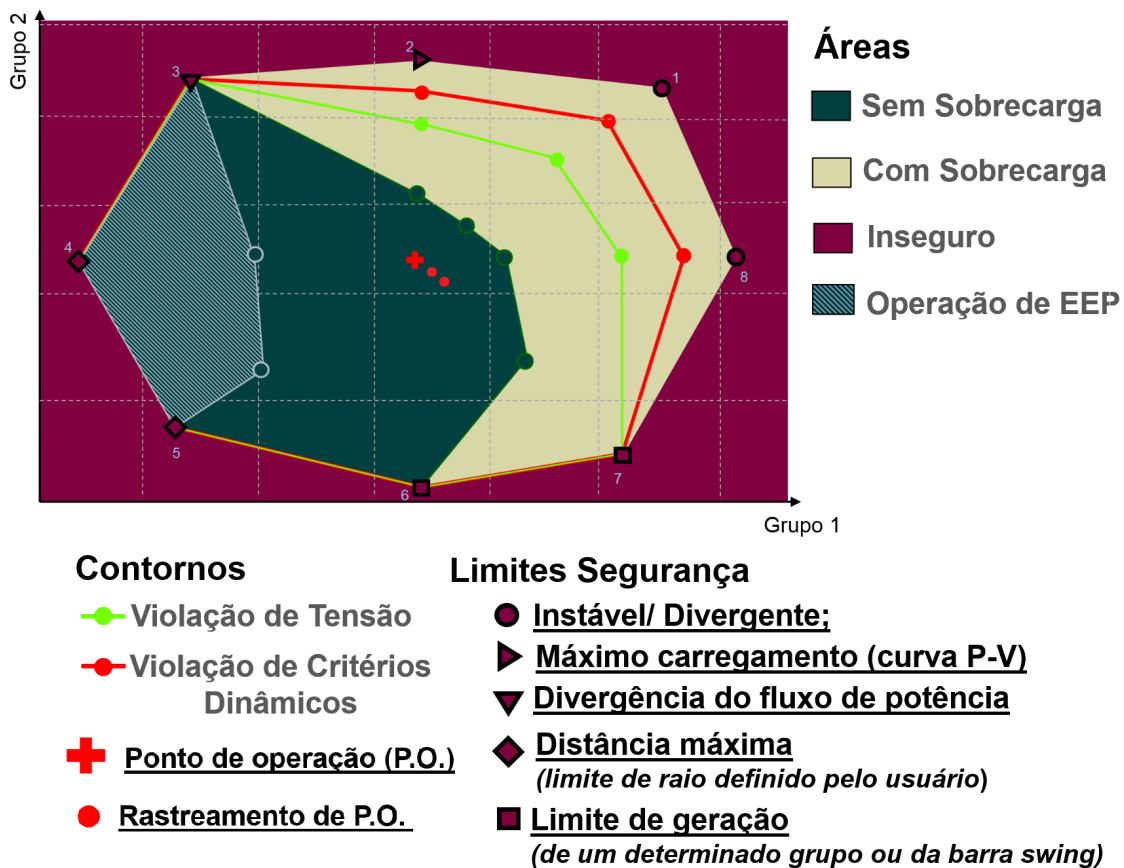 Grupo 2
2
1
3
4
8
5
6
7
Grupo 1
Áreas
Sem Sobrecarga
Com Sobrecarga
Inseguro
Operação de EEP
Contornos
Violação de Tensão
Violação de Critérios
Dinâmicos
Ponto de operação (P.O.)
Rastreamento de P.O.
Limites Segurança
Instável/ Divergente;
Máximo carregamento (curva P-V)
Divergência do fluxo de potência
Distância máxima
(limite de raio definido pelo usuário)
Limite de geração
(de um determinado grupo ou da barra swing)